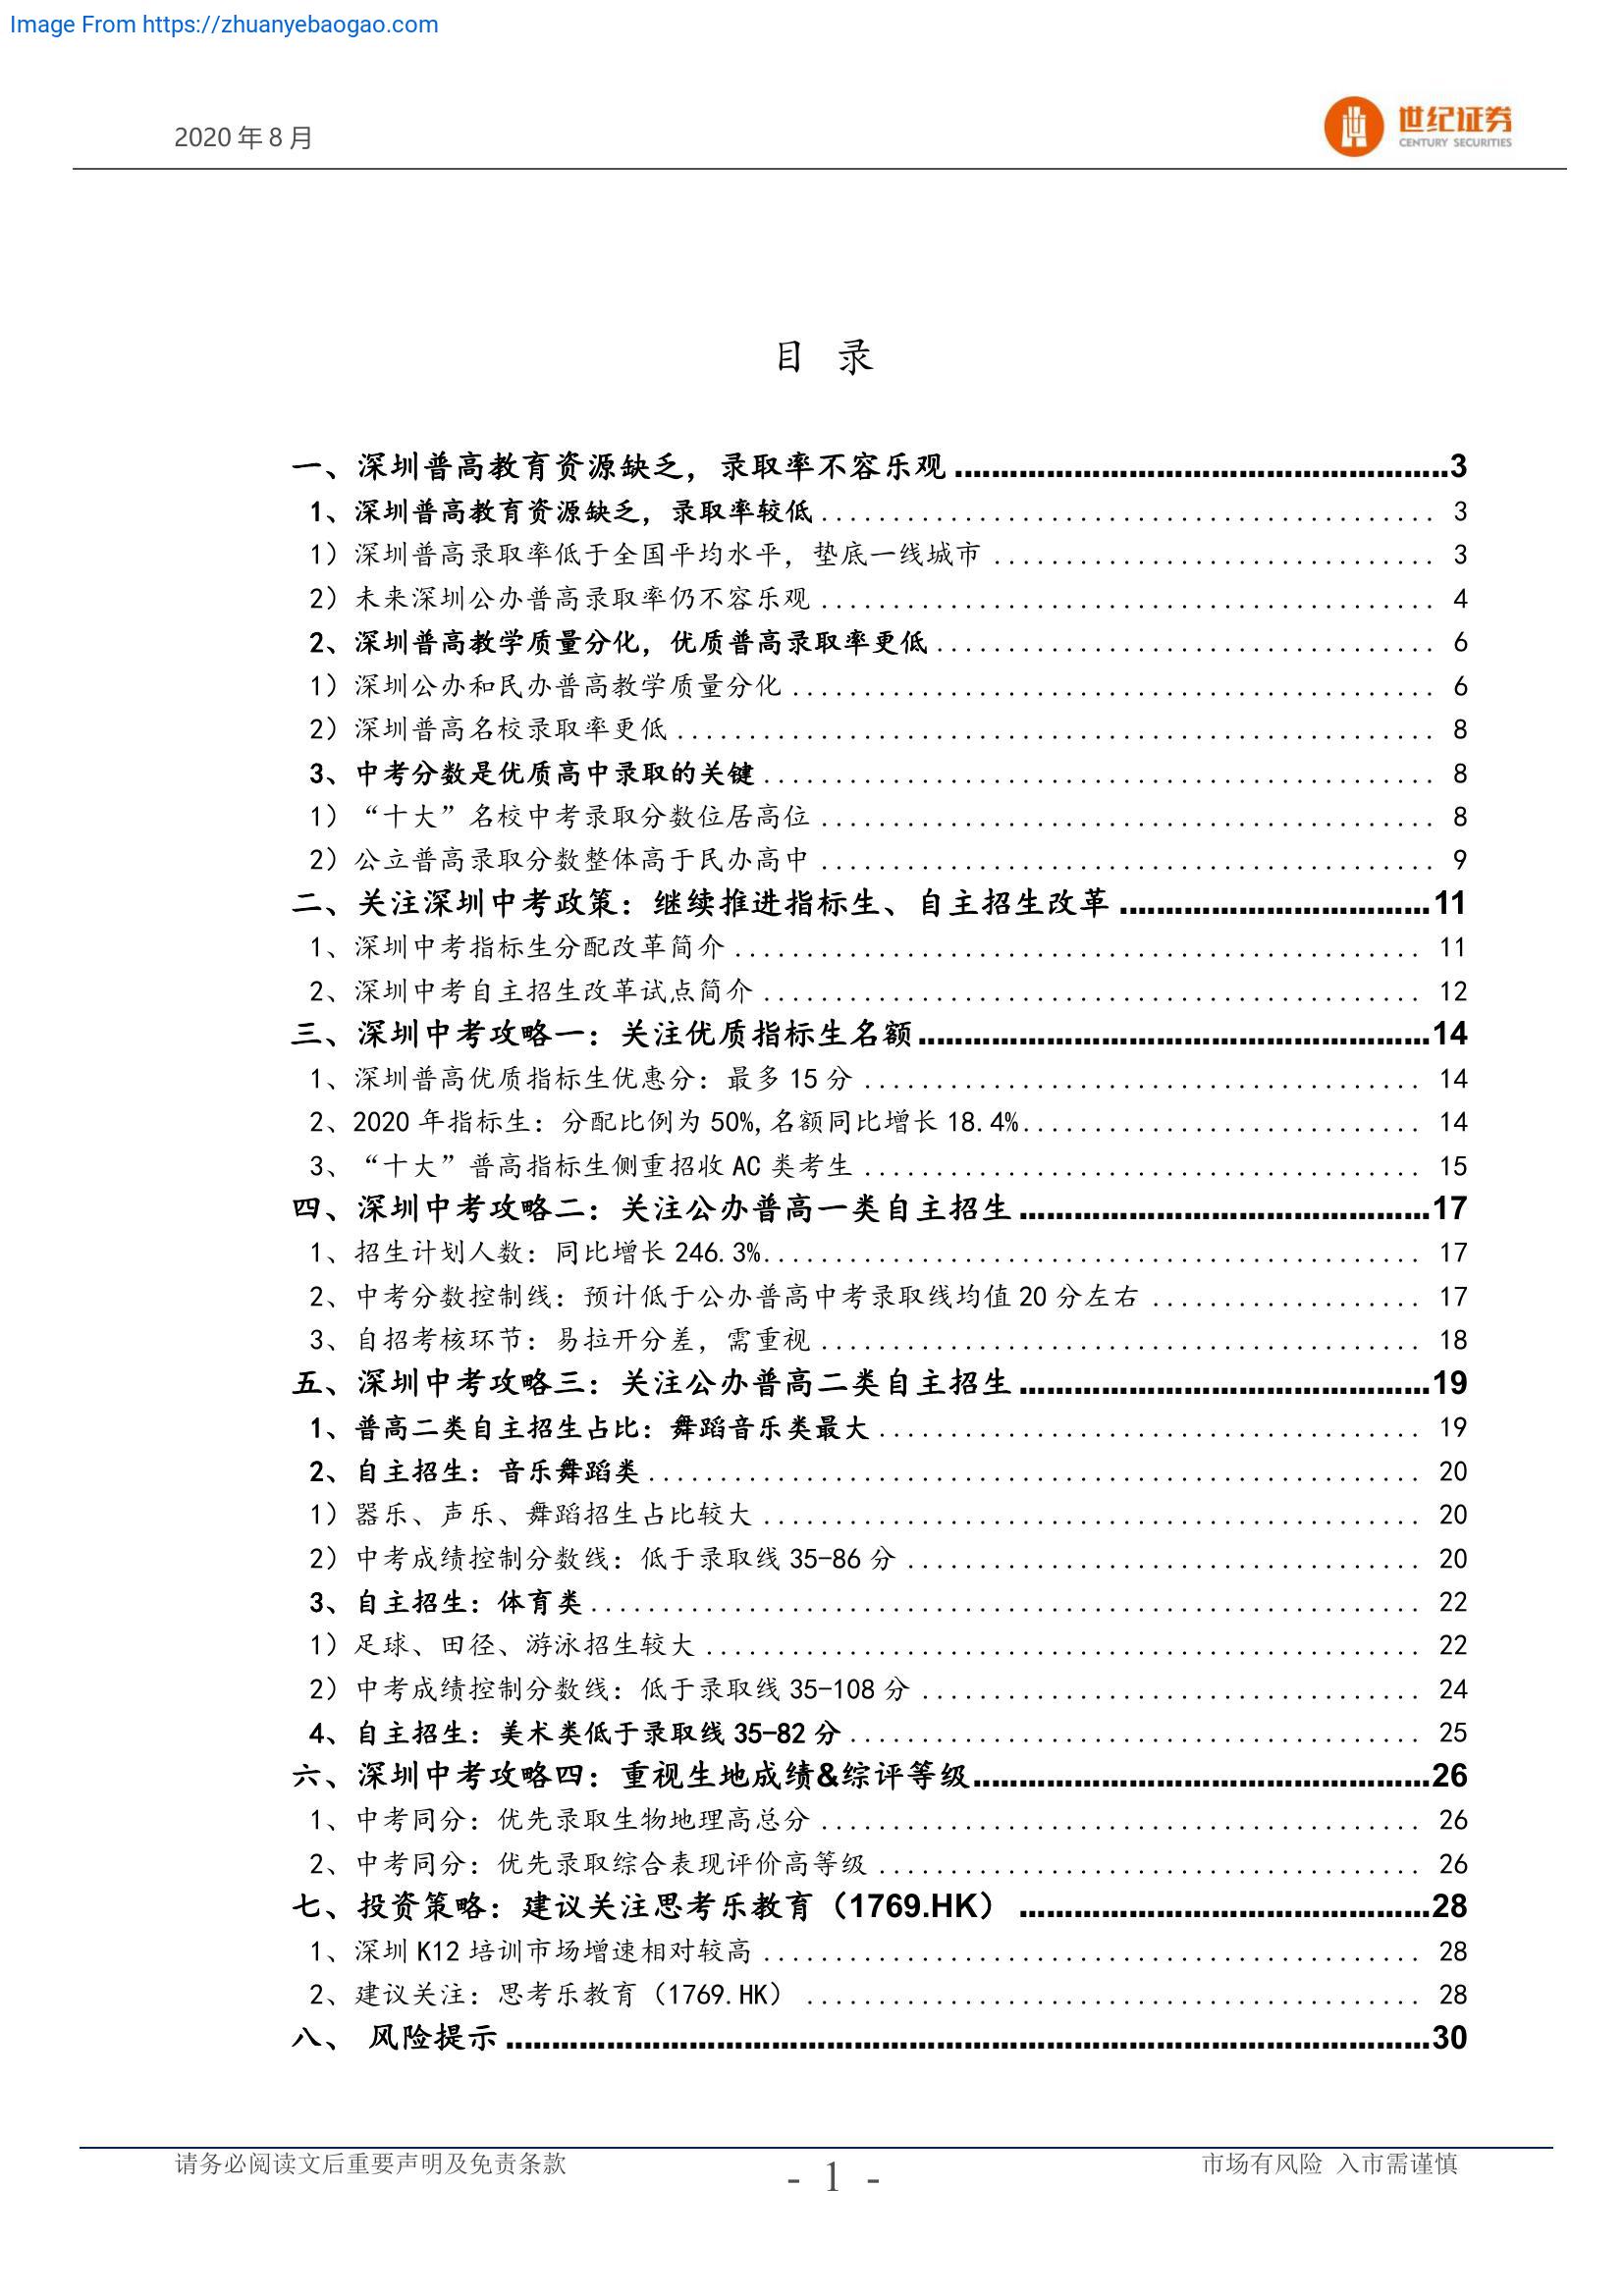 Image From https://zhuanyebaogao.com
2020 年 8 月
世纪证券
CENTURY SECURITIES
目 录
一、深圳普高教育资源缺乏，录取率不容乐观........................................................3
1、深圳普高教育资源缺乏，录取率较低........................................... 3
1）深圳普高录取率低于全国平均水平，垫底一线城市 ............................... 3
2）未来深圳公办普高录取率仍不容乐观........................................... 4
2、深圳普高教学质量分化，优质普高录取率更低................................... 6
1）深圳公办和民办普高教学质量分化............................................. 6
2）深圳普高名校录取率更低..................................................... 8
3、中考分数是优质高中录取的关键............................................... 8
1）“十大”名校中考录取分数位居高位........................................... 8
2）公立普高录取分数整体高于民办高中........................................... 9
二、关注深圳中考政策：继续推进指标生、自主招生改革....................................11
1、深圳中考指标生分配改革简介................................................ 11
2、深圳中考自主招生改革试点简介.............................................. 12
三、深圳中考攻略一：关注优质指标生名额..........................................................14
1、深圳普高优质指标生优惠分：最多 15 分....................................... 14
2、2020 年指标生：分配比例为 50%,名额同比增长 18.4%............................ 14
3、“十大”普高指标生侧重招收 AC 类考生....................................... 15
四、深圳中考攻略二：关注公办普高一类自主招生...............................................17
1、招生计划人数：同比增长 246.3%.............................................. 17
2、中考分数控制线：预计低于公办普高中考录取线均值 20 分左右................... 17
3、自招考核环节：易拉开分差，需重视.......................................... 18
五、深圳中考攻略三：关注公办普高二类自主招生...............................................19
1、普高二类自主招生占比：舞蹈音乐类最大...................................... 19
2、自主招生：音乐舞蹈类...................................................... 20
1）器乐、声乐、舞蹈招生占比较大.............................................. 20
2）中考成绩控制分数线：低于录取线 35-86 分.................................... 20
3、自主招生：体育类.......................................................... 22
1）足球、田径、游泳招生较大.................................................. 22
2）中考成绩控制分数线：低于录取线 35-108 分................................... 24
4、自主招生：美术类低于录取线 35-82 分........................................ 25
六、深圳中考攻略四：重视生地成绩&综评等级....................................................26
1、中考同分：优先录取生物地理高总分.......................................... 26
2、中考同分：优先录取综合表现评价高等级...................................... 26
七、投资策略：建议关注思考乐教育（1769.HK） ...............................................28
1、深圳 K12 培训市场增速相对较高.............................................. 28
2、建议关注：思考乐教育（1769.HK） ........................................... 28
八、 风险提示..........................................................................................................30
请务必阅读文后重要声明及免责条款
市场有风险 入市需谨慎
- 1 -